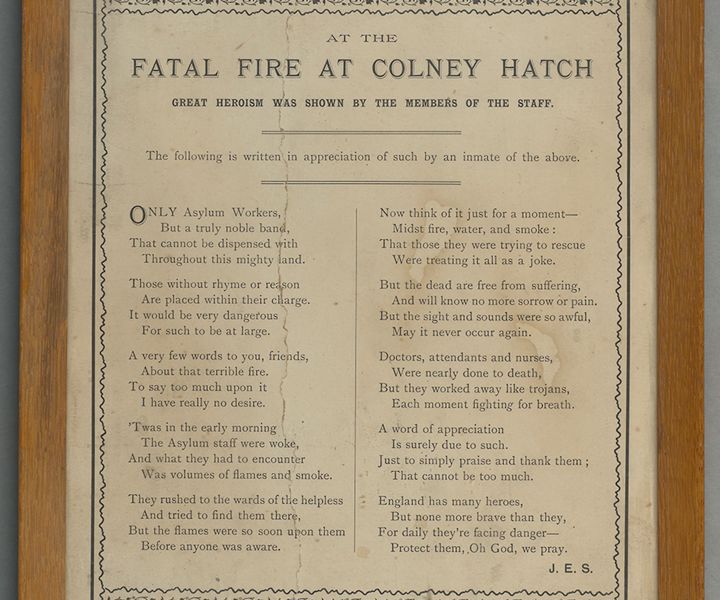 AT THE
FATAL FIRE AT COLNEY HATCH
GREAT HEROISM WAS SHOWN BY THE MEMBERS OF THE STAFF.
The following is written in appreciation of such by an inmate of the above.
ONLY Asylum Workers,
But a truly noble band,
That cannot be dispensed with
Throughout this mighty land.
Those without rhyme or reason
Are placed within their charge.
It would be very dangerous
For such to be at large.
A very few words to you, friends,
About that terrible fire.
To say too much upon it
I have really no desire.
'Twas in the early morning
The Asylum staff were woke,
And what they had to encounter
Was volumes of flames and smoke.
They rushed to the wards of the helpless
And tried to find them there,
But the flames were so soon upon them
Before anyone was aware.
Now think of it just for a moment—
Midst fire, water, and smoke :
That those they were trying to rescue
Were treating it all as a joke.
But the dead are free from suffering,
And will know no more sorrow or pain.
But the sight and sounds were so awful,
May it never occur again.
Doctors, attendants and nurses,
Were nearly done to death,
But they worked away like trojans,
Each moment fighting for breath.
A word of appreciation
Is surely due to such.
Just to simply praise and thank them ;
That cannot be too much.
England has many heroes,
But none more brave than they,
For daily they're facing danger—
Protect them, Oh God, we pray.
J. E. S.